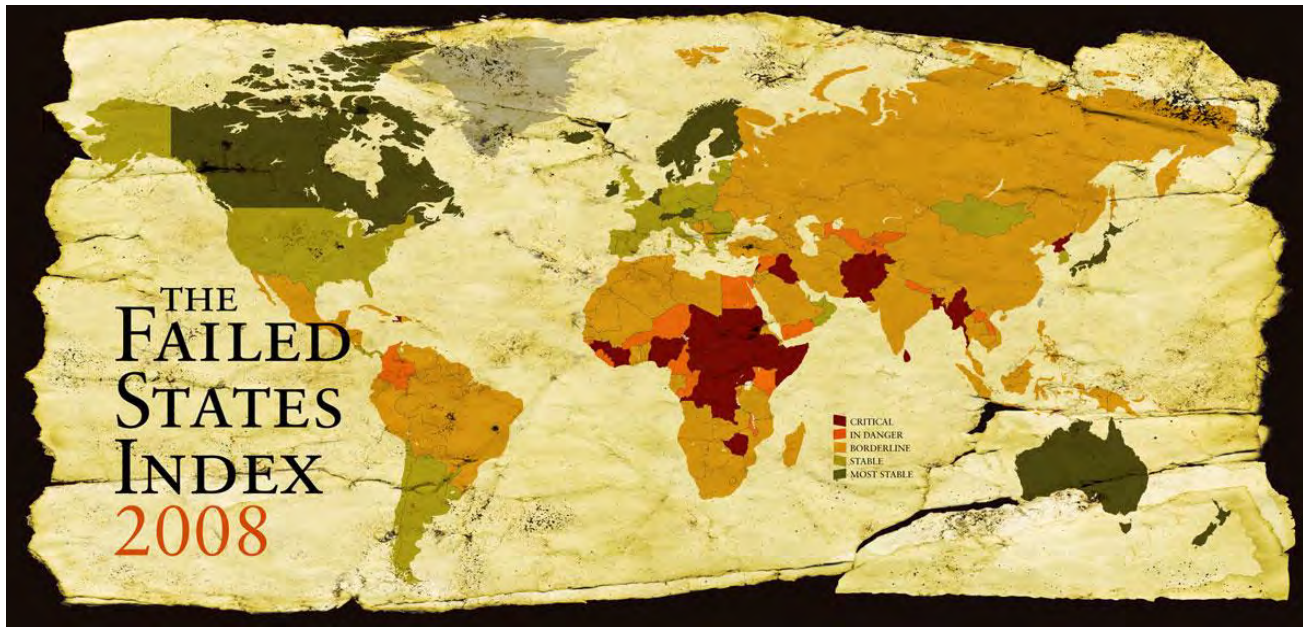 THE
FAILED
STATES
INDEX
2008
CRITICAL
IN DANGER
BORDERLINE
STABLE
MOST STABLE